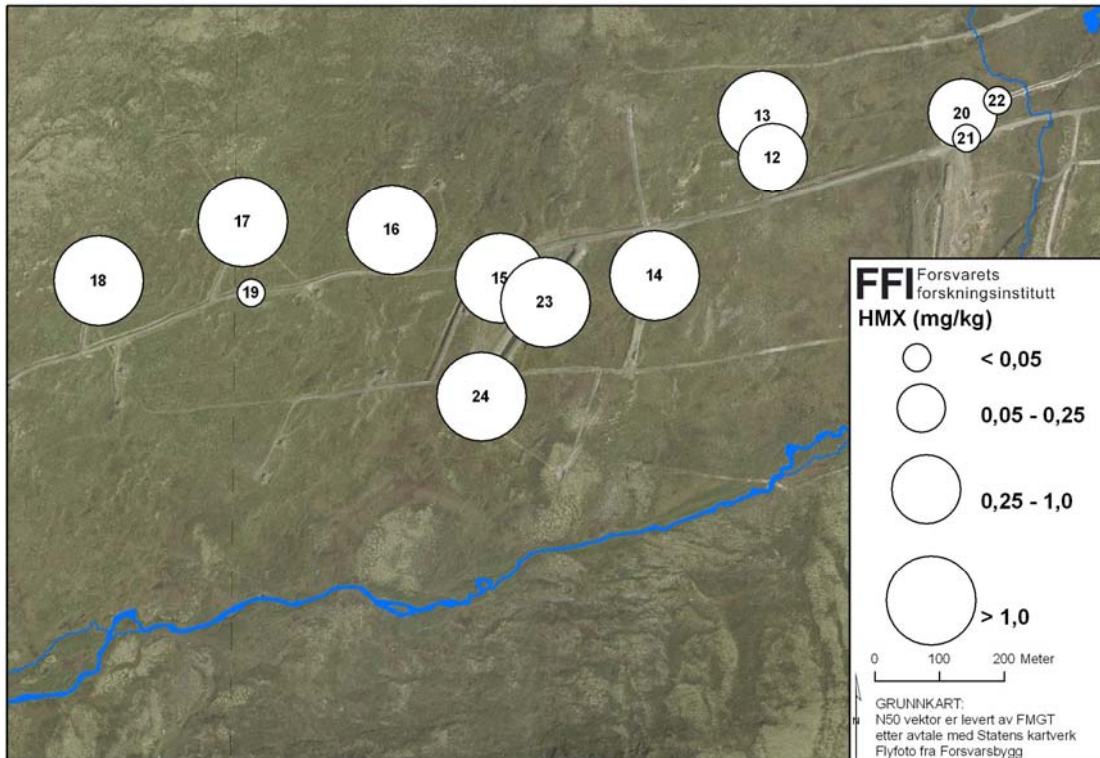 13
20
22
12
21
17
16
18
19
15
23
14
24
FFI Forsvarets
forskningsinstitutt
HMX (mg/kg)
< 0,05
0,05 - 0,25
0,25 - 1,0
> 1,0
0 100 200 Meter
N
GRUNNKART:
N50 vektor er levert av FMGT
etter avtale med Statens kartverk
Flyfoto fra Forsvarsbygg